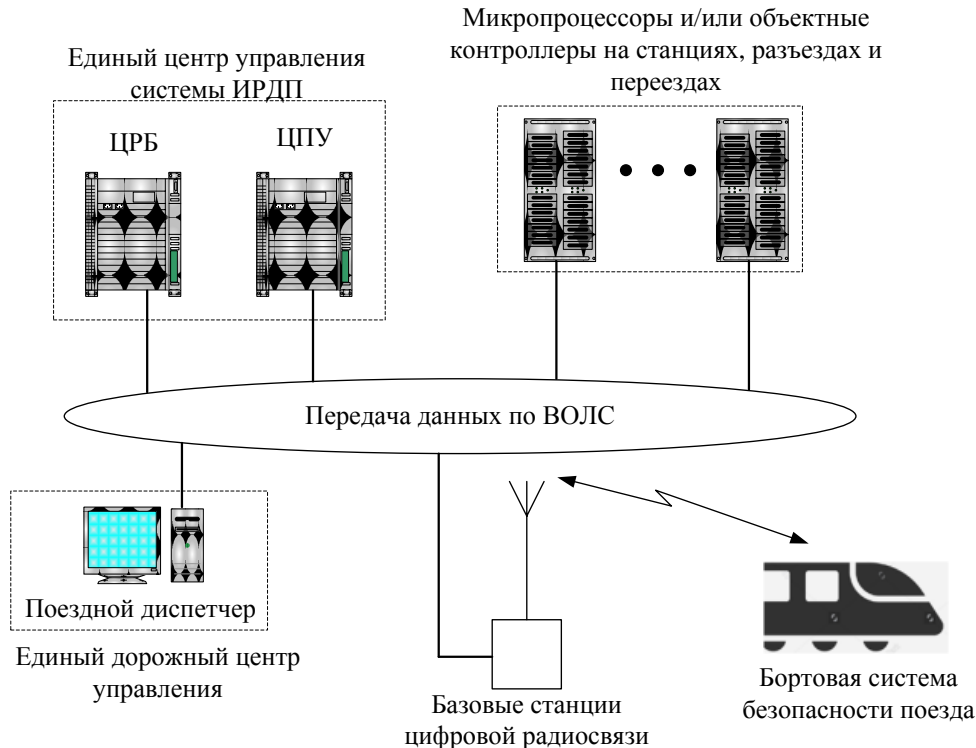 Единый центр управления
системы ИРДП
Микропроцессоры и/или объектные
контроллеры на станциях, разъездах и
переездах
ЦРБ
ЦПУ
Передача данных по ВОЛС
Поездной диспетчер
Единый дорожный центр
управления
Базовые станции
цифровой радиосвязи
Бортовая система
безопасности поезда